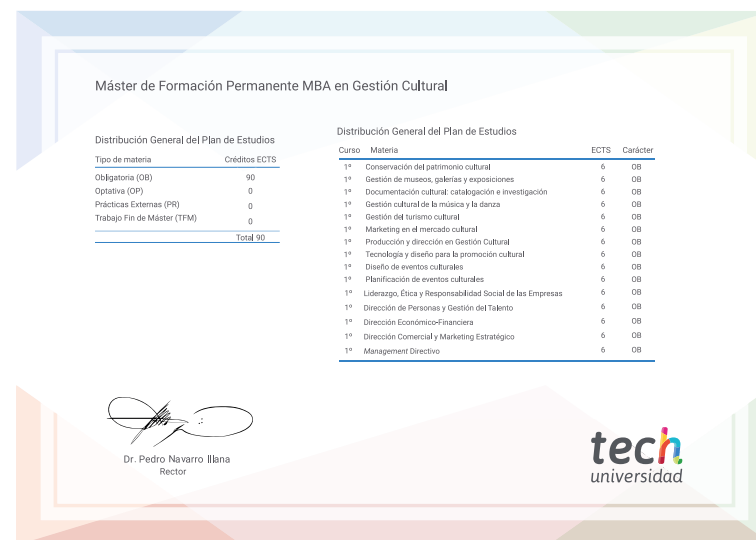 Máster de Formación Permanente MBA en Gestión Cultural
Distribución General del Plan de Estudios
Tipo de materia Créditos ECTS
Obligatoria (OB) 90
Optativa (OP) 0
Prácticas Externas (PR) 0
Trabajo Fin de Máster (TFM) 0
Total 90
Distribución General del Plan de Estudios
Curso Materia ECTS Carácter
1º Conservación del patrimonio cultural 6 OB
1º Gestión de museos, galerías y exposiciones 6 OB
1º Documentación cultural: catalogación e investigación 6 OB
1º Gestión cultural de la música y la danza 6 OB
1º Gestión del turismo cultural 6 OB
1º Marketing en el mercado cultural 6 OB
1º Producción y dirección en Gestión Cultural 6 OB
1º Tecnología y diseño para la promoción cultural 6 OB
1º Diseño de eventos culturales 6 OB
1º Planificación de eventos culturales 6 OB
1º Liderazgo, Ética y Responsabilidad Social de las Empresas 6 OB
1º Dirección de Personas y Gestión del Talento 6 OB
1º Dirección Económico-Financiera 6 OB
1º Dirección Comercial y Marketing Estratégico 6 OB
1º Management Directivo 6 OB
Dr. Pedro Navarro Illana
Rector
tech
universidad